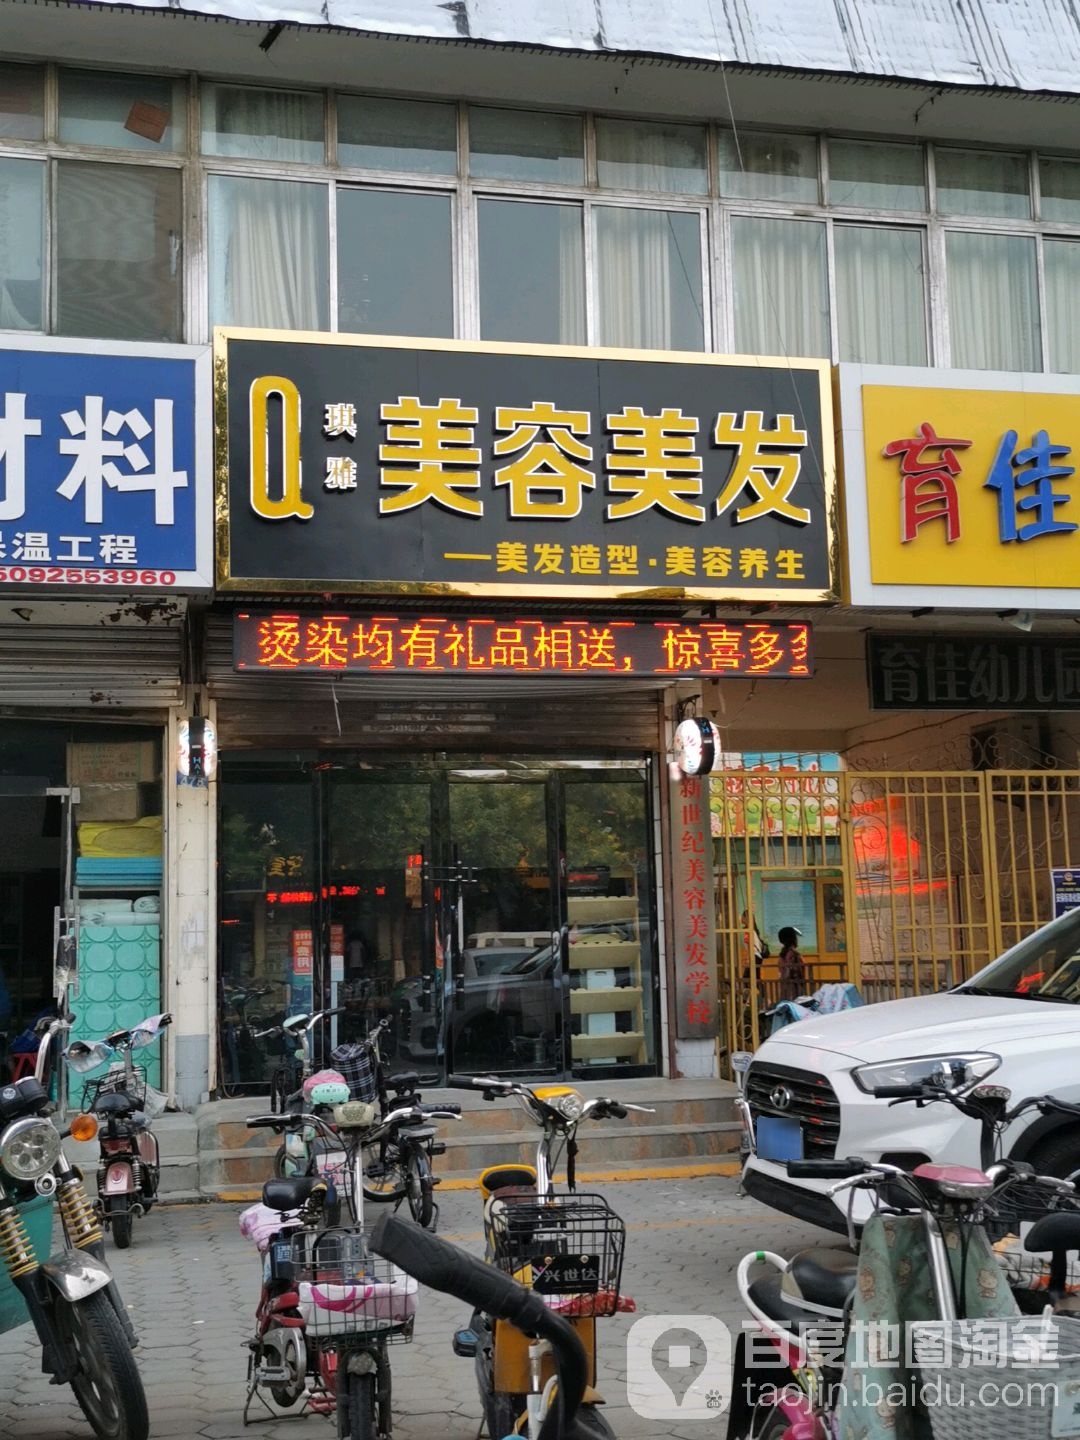 材料
保温工程
5092553960
Q
琪雅
美容美发
—美发造型·美容养生
烫染均有礼品相送，惊喜多多
育佳
育佳幼儿园
新世纪美容美发学校
兴世达
百度地图淘金
taojin.baidu.com